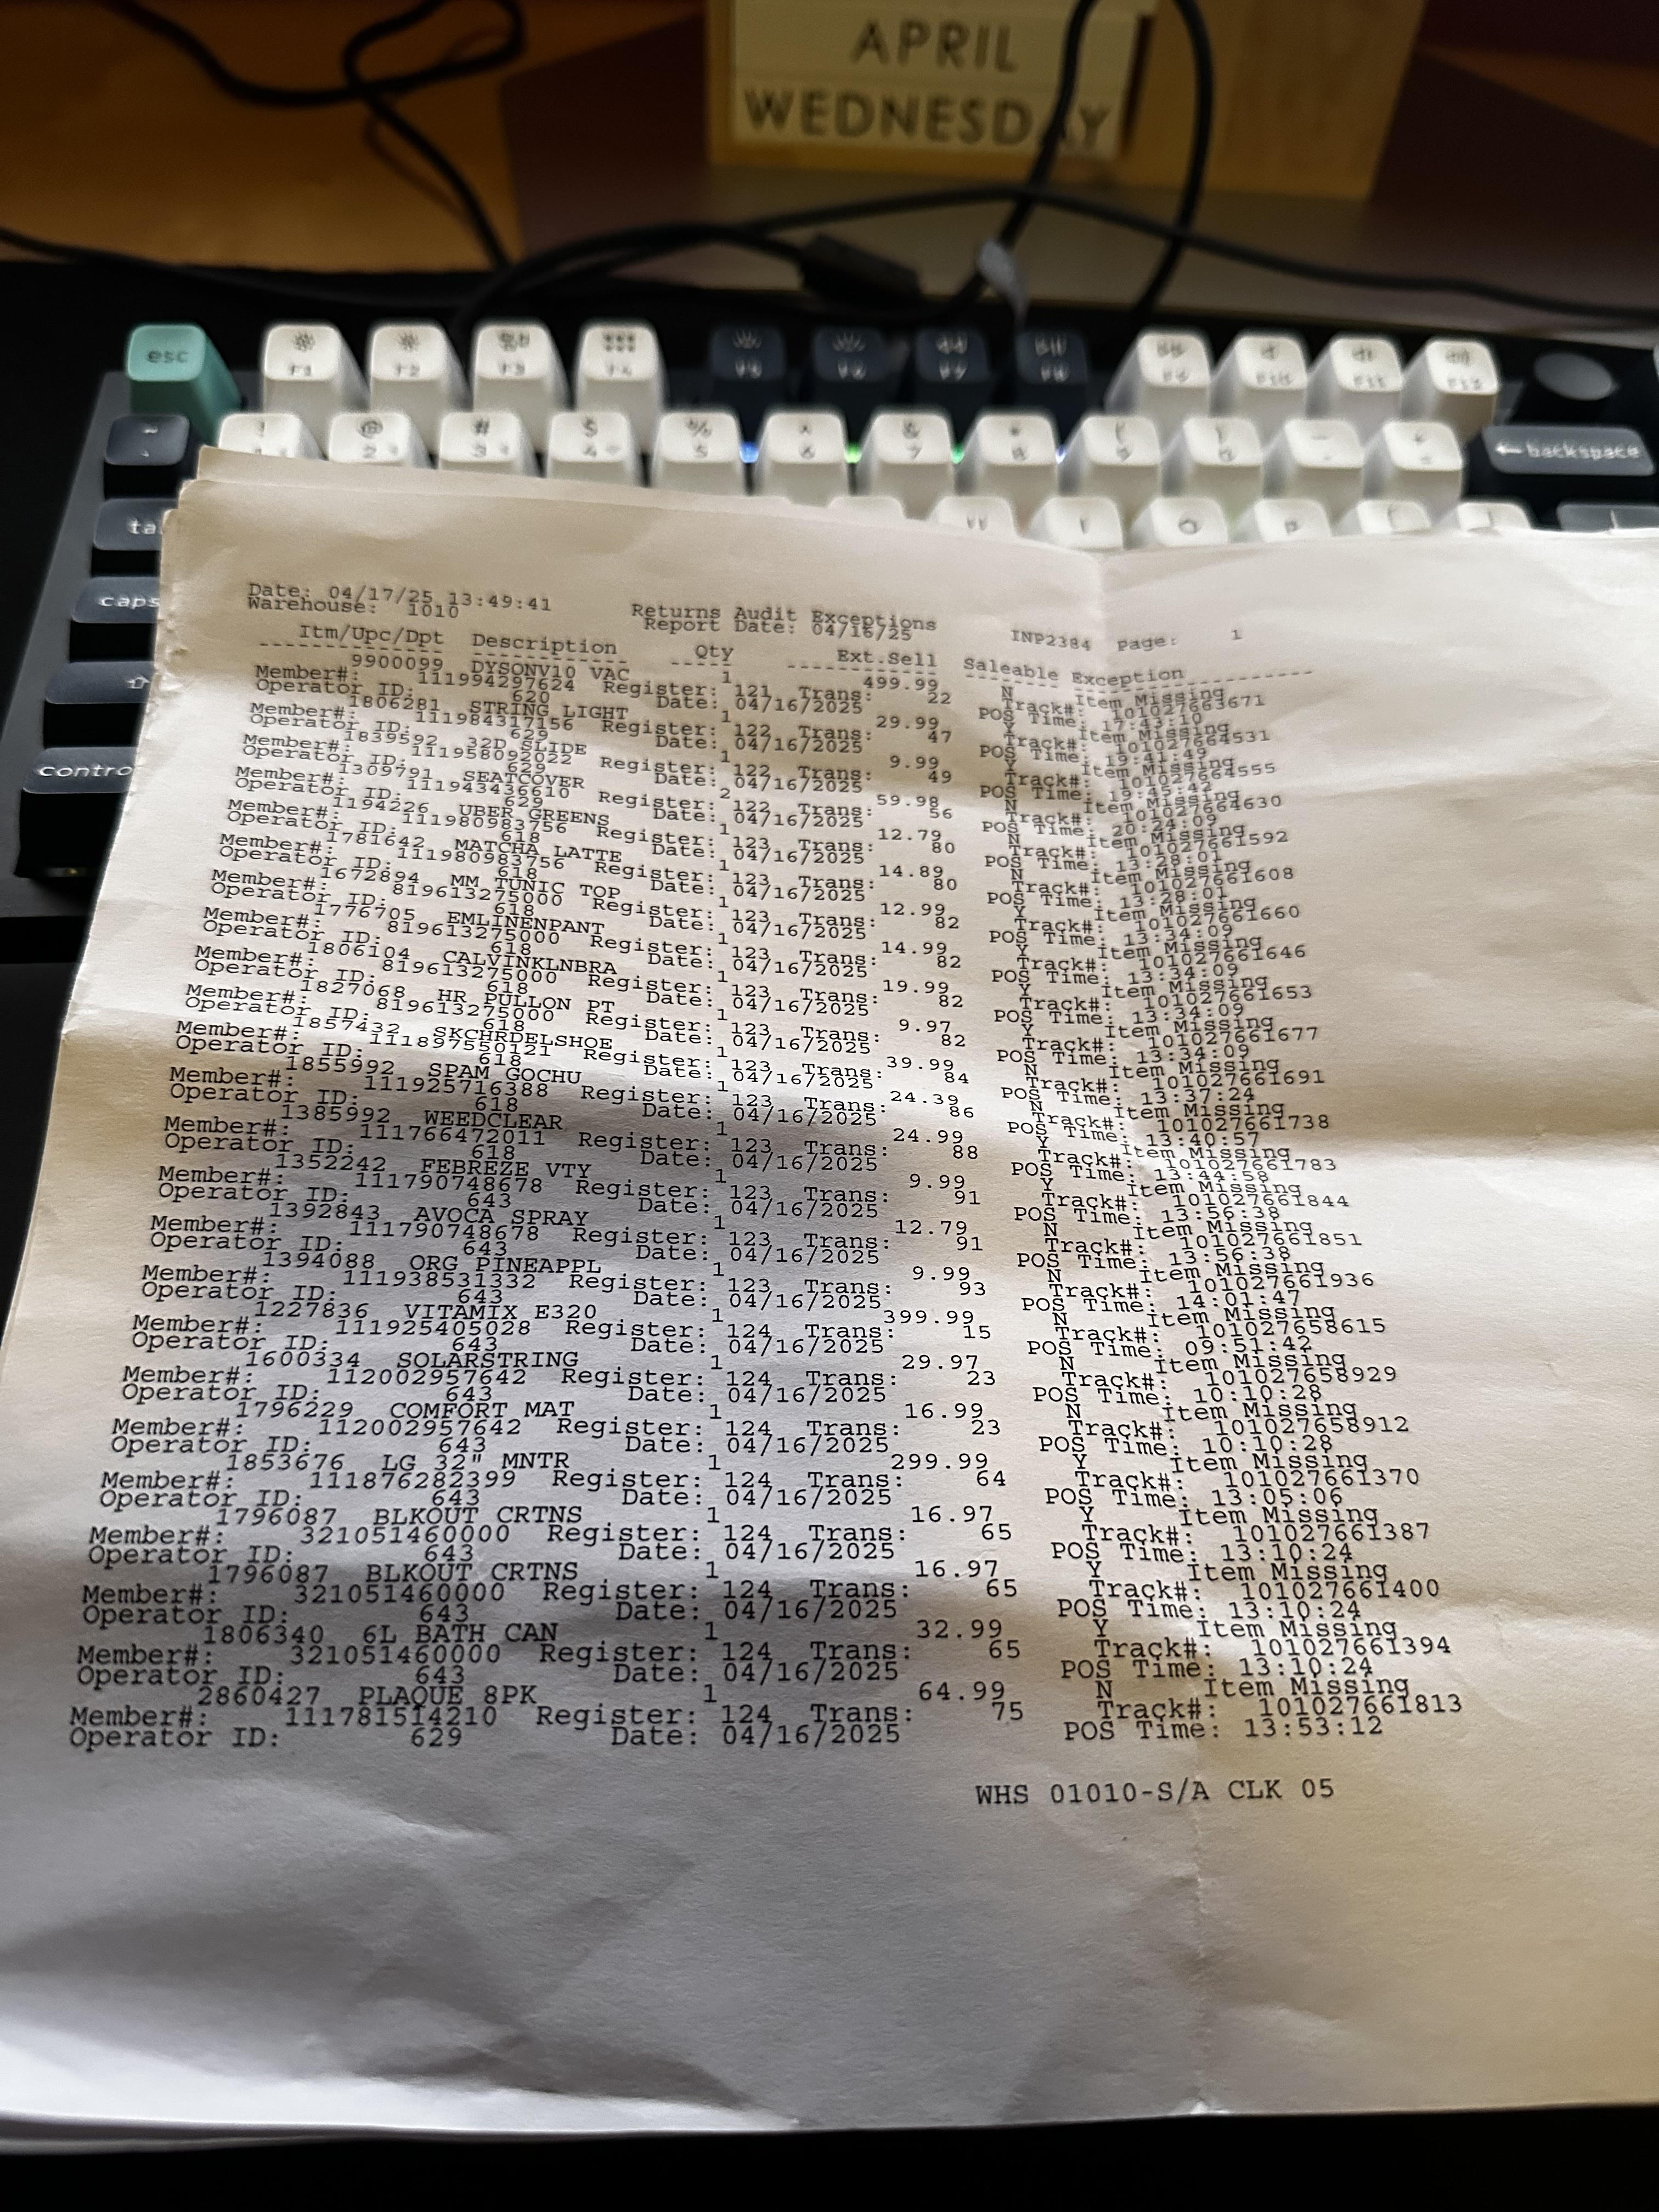 APRIL
WEDNESDAY
esc
F1 F2 F3 F4 F5 F6 F7 F8 F9 F10 F11 F12
! @ # $ % ^ & *
2 3 4 5 6 7 8
← backspace
caps
Date: 04/17/25 13:49:41 Returns Audit Exceptions INP2384 Page: 1
Warehouse: 1010 Report Date: 04/16/25
Itm/Upc/Dpt Description Qty Ext.Sell Saleable Exception
9900099 DYSONV10 VAC 1 499.99 N Item Missing
Member#: 111994297624 Register: 121 Trans: 22 Track#: 101027663671
Operator ID: 620 Date: 04/16/2025 POS Time: 17:43:10
1806281 STRING LIGHT 1 29.99 Y Item Missing
Member#: 111984317156 Register: 122 Trans: 47 Track#: 101027664531
Operator ID: 629 Date: 04/16/2025 POS Time: 19:41:49
1839592 32D SLIDE 1 9.99 Y Item Missing
Member#: 111958092022 Register: 122 Trans: 49 Track#: 101027664555
Operator ID: 629 Date: 04/16/2025 POS Time: 19:45:42
1309791 SEATCOVER 2 59.98 N Item Missing
Member#: 111943436610 Register: 122 Trans: 56 Track#: 101027664630
Operator ID: 629 Date: 04/16/2025 POS Time: 20:24:09
1194226 UBER GREENS 1 12.79 N Item Missing
Member#: 111980983756 Register: 123 Trans: 80 Track#: 101027661592
Operator ID: 618 Date: 04/16/2025 POS Time: 13:28:01
1781642 MATCHA LATTE 1 14.89 N Item Missing
Member#: 111980983756 Register: 123 Trans: 80 Track#: 101027661608
Operator ID: 618 Date: 04/16/2025 POS Time: 13:28:01
1672894 MM TUNIC TOP 1 12.99 Y Item Missing
Member#: 819613275000 Register: 123 Trans: 82 Track#: 101027661660
Operator ID: 618 Date: 04/16/2025 POS Time: 13:34:09
1776705 EMLINENPANT 1 14.99 Y Item Missing
Member#: 819613275000 Register: 123 Trans: 82 Track#: 101027661646
Operator ID: 618 Date: 04/16/2025 POS Time: 13:34:09
1806104 CALVINKLNBRA 1 19.99 Y Item Missing
Member#: 819613275000 Register: 123 Trans: 82 Track#: 101027661653
Operator ID: 618 Date: 04/16/2025 POS Time: 13:34:09
1827068 HR PULLON PT 1 9.97 Y Item Missing
Member#: 819613275000 Register: 123 Trans: 82 Track#: 101027661677
Operator ID: 618 Date: 04/16/2025 POS Time: 13:34:09
1857432 SKCHRDELSHOE 1 39.99 N Item Missing
Member#: 111897550121 Register: 123 Trans: 84 Track#: 101027661691
Operator ID: 618 Date: 04/16/2025 POS Time: 13:37:24
1855992 SPAM GOCHU 1 24.39 N Item Missing
Member#: 111925716388 Register: 123 Trans: 86 Track#: 101027661738
Operator ID: 618 Date: 04/16/2025 POS Time: 13:40:57
1385992 WEEDCLEAR 1 24.99 Y Item Missing
Member#: 111766472011 Register: 123 Trans: 88 Track#: 101027661783
Operator ID: 618 Date: 04/16/2025 POS Time: 13:44:58
1352242 FEBREZE VTY 1 9.99 Y Item Missing
Member#: 111790748678 Register: 123 Trans: 91 Track#: 101027661844
Operator ID: 643 Date: 04/16/2025 POS Time: 13:56:38
1392843 AVOCA SPRAY 1 12.79 N Item Missing
Member#: 111790748678 Register: 123 Trans: 91 Track#: 101027661851
Operator ID: 643 Date: 04/16/2025 POS Time: 13:56:38
1394088 ORG PINEAPPL 1 9.99 N Item Missing
Member#: 111938531332 Register: 123 Trans: 93 Track#: 101027661936
Operator ID: 643 Date: 04/16/2025 POS Time: 14:01:47
1227836 VITAMIX E320 1 399.99 N Item Missing
Member#: 111925405028 Register: 124 Trans: 15 Track#: 101027658615
Operator ID: 643 Date: 04/16/2025 POS Time: 09:51:42
1600334 SOLARSTRING 1 29.97 N Item Missing
Member#: 112002957642 Register: 124 Trans: 23 Track#: 101027658929
Operator ID: 643 Date: 04/16/2025 POS Time: 10:10:28
1796229 COMFORT MAT 1 16.99 N Item Missing
Member#: 112002957642 Register: 124 Trans: 23 Track#: 101027658912
Operator ID: 643 Date: 04/16/2025 POS Time: 10:10:28
1853676 LG 32" MNTR 1 299.99 Y Item Missing
Member#: 111876282399 Register: 124 Trans: 64 Track#: 101027661370
Operator ID: 643 Date: 04/16/2025 POS Time: 13:05:06
1796087 BLKOUT CRTNS 1 16.97 Y Item Missing
Member#: 321051460000 Register: 124 Trans: 65 Track#: 101027661387
Operator ID: 643 Date: 04/16/2025 POS Time: 13:10:24
1796087 BLKOUT CRTNS 1 16.97 Y Item Missing
Member#: 321051460000 Register: 124 Trans: 65 Track#: 101027661400
Operator ID: 643 Date: 04/16/2025 POS Time: 13:10:24
1806340 6L BATH CAN 1 32.99 Y Item Missing
Member#: 321051460000 Register: 124 Trans: 65 Track#: 101027661394
Operator ID: 643 Date: 04/16/2025 POS Time: 13:10:24
2860427 PLAQUE 8PK 1 64.99 N Item Missing
Member#: 111781514210 Register: 124 Trans: 75 Track#: 101027661813
Operator ID: 629 Date: 04/16/2025 POS Time: 13:53:12
WHS 01010-S/A CLK 05